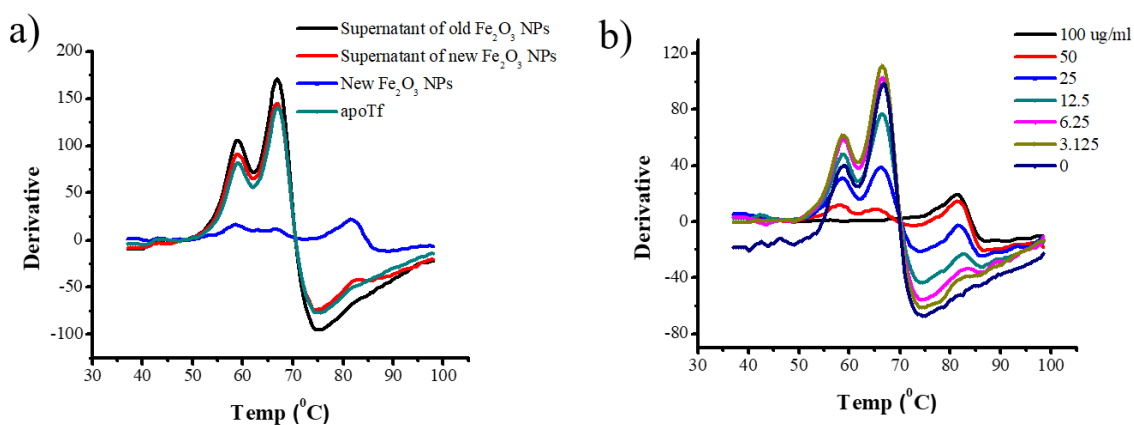 a)
Supernatant of old Fe₂O₃ NPs
Supernatant of new Fe₂O₃ NPs
New Fe₂O₃ NPs
apoTf
200
150
100
50
0
-50
-100
Derivative
30 40 50 60 70 80 90 100
Temp (⁰C)
b)
100 ug/ml
50
25
12.5
6.25
3.125
0
120
80
40
0
-40
-80
Derivative
30 40 50 60 70 80 90 100
Temp (⁰C)